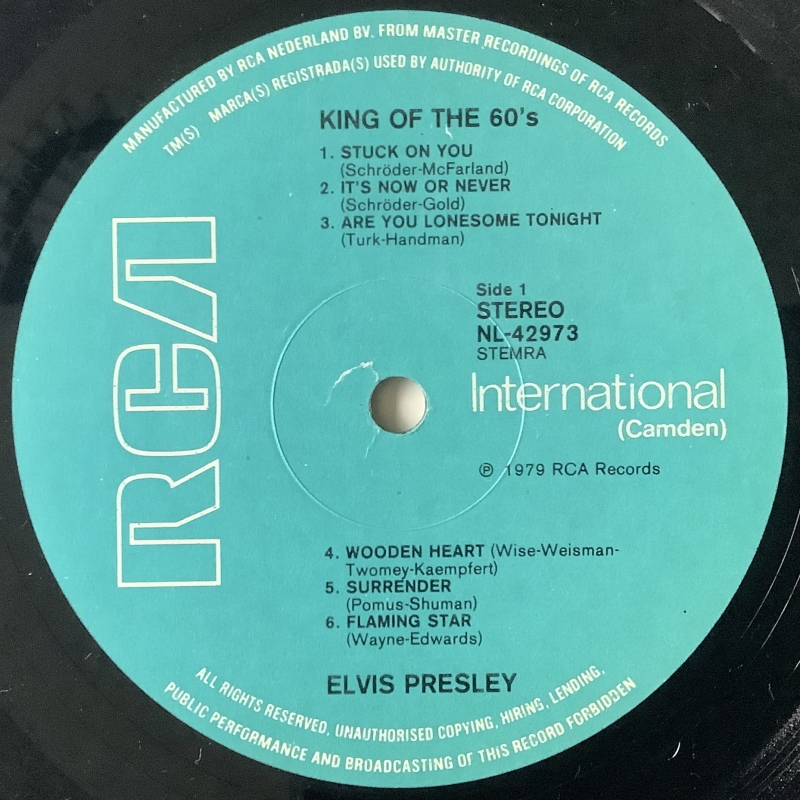 MANUFACTURED BY RCA NEDERLAND BV. FROM MASTER RECORDINGS OF RCA RECORDS
TM(S) MARCA(S) REGISTRADA(S) USED BY AUTHORITY OF RCA CORPORATION
KING OF THE 60's
1. STUCK ON YOU
(Schröder-McFarland)
2. IT'S NOW OR NEVER
(Schröder-Gold)
3. ARE YOU LONESOME TONIGHT
(Turk-Handman)
RCA
Side 1
STEREO
NL-42973
STEMRA
International
(Camden)
℗ 1979 RCA Records
4. WOODEN HEART (Wise-Weisman-
Twomey-Kaempfert)
5. SURRENDER
(Pomus-Shuman)
6. FLAMING STAR
(Wayne-Edwards)
ELVIS PRESLEY
ALL RIGHTS RESERVED, UNAUTHORISED COPYING, HIRING, LENDING,
PUBLIC PERFORMANCE AND BROADCASTING OF THIS RECORD FORBIDDEN